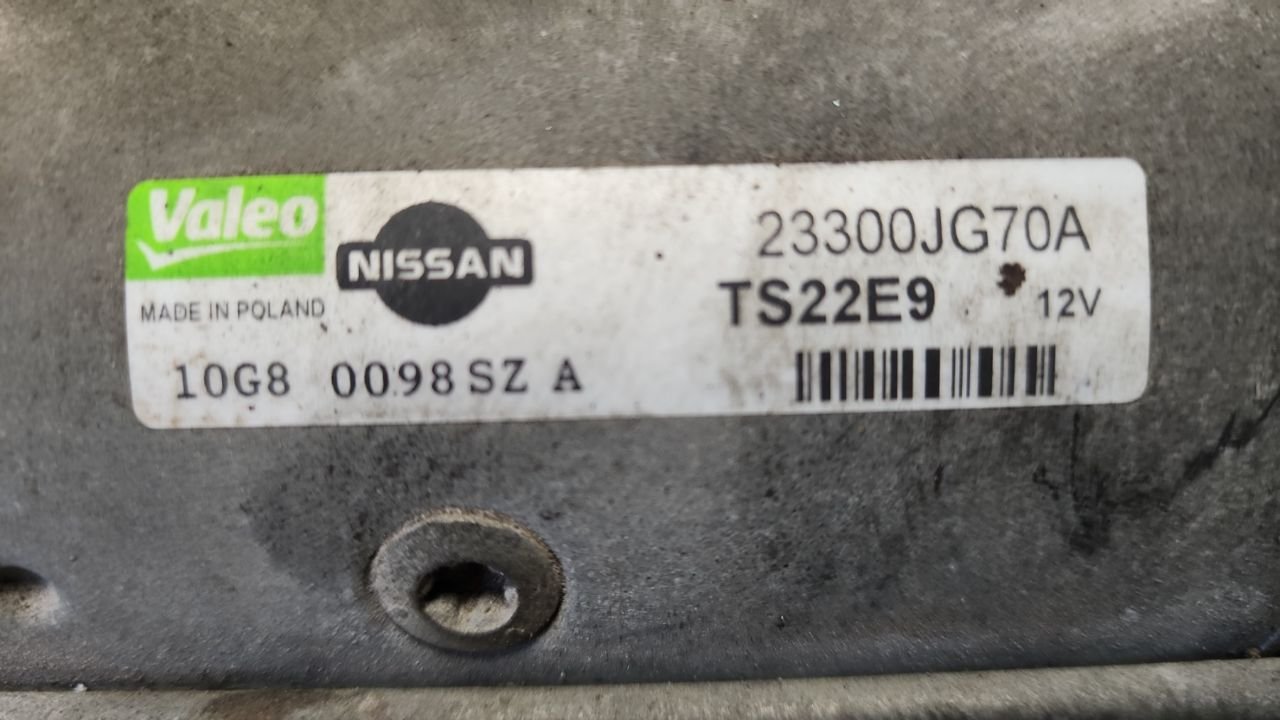 Valeo
NISSAN
MADE IN POLAND
23300JG70A
TS22E9 12V
10G8 0098 SZ A